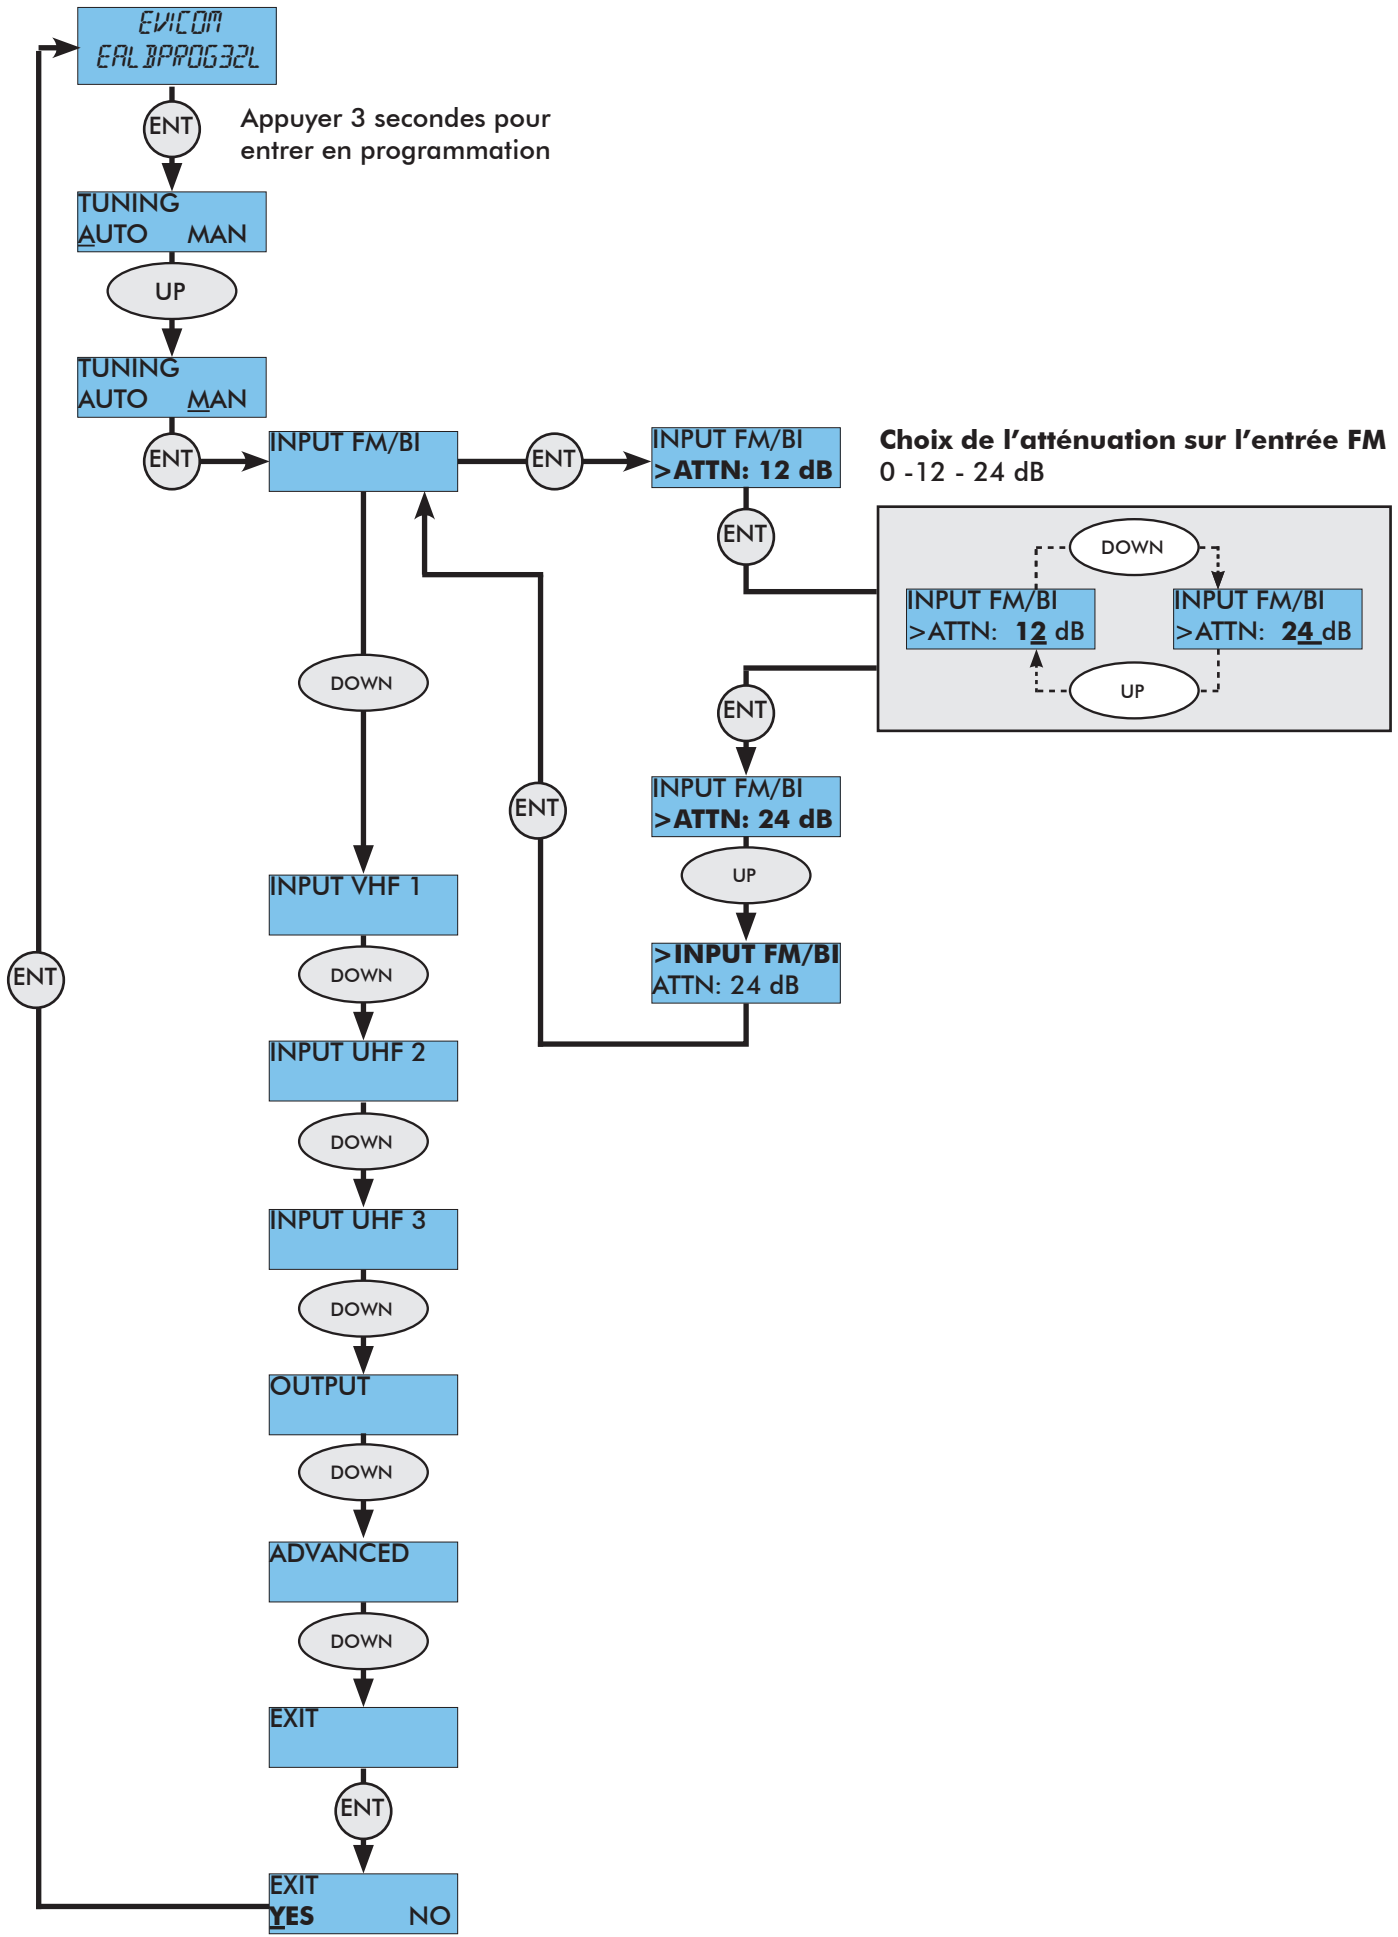 EVICOM
EALBPROG32L
ENT
Appuyer 3 secondes pour
entrer en programmation
TUNING
AUTO MAN
UP
TUNING
AUTO MAN
ENT
INPUT FM/BI
ENT
INPUT FM/BI
>ATTN: 12 dB
Choix de l'atténuation sur l'entrée FM
0 -12 - 24 dB
ENT
DOWN
INPUT FM/BI
>ATTN: 12 dB
INPUT FM/BI
>ATTN: 24 dB
UP
DOWN
ENT
INPUT FM/BI
>ATTN: 24 dB
ENT
UP
INPUT VHF 1
>INPUT FM/BI
ATTN: 24 dB
ENT
DOWN
INPUT UHF 2
DOWN
INPUT UHF 3
DOWN
OUTPUT
DOWN
ADVANCED
DOWN
EXIT
ENT
EXIT
YES NO